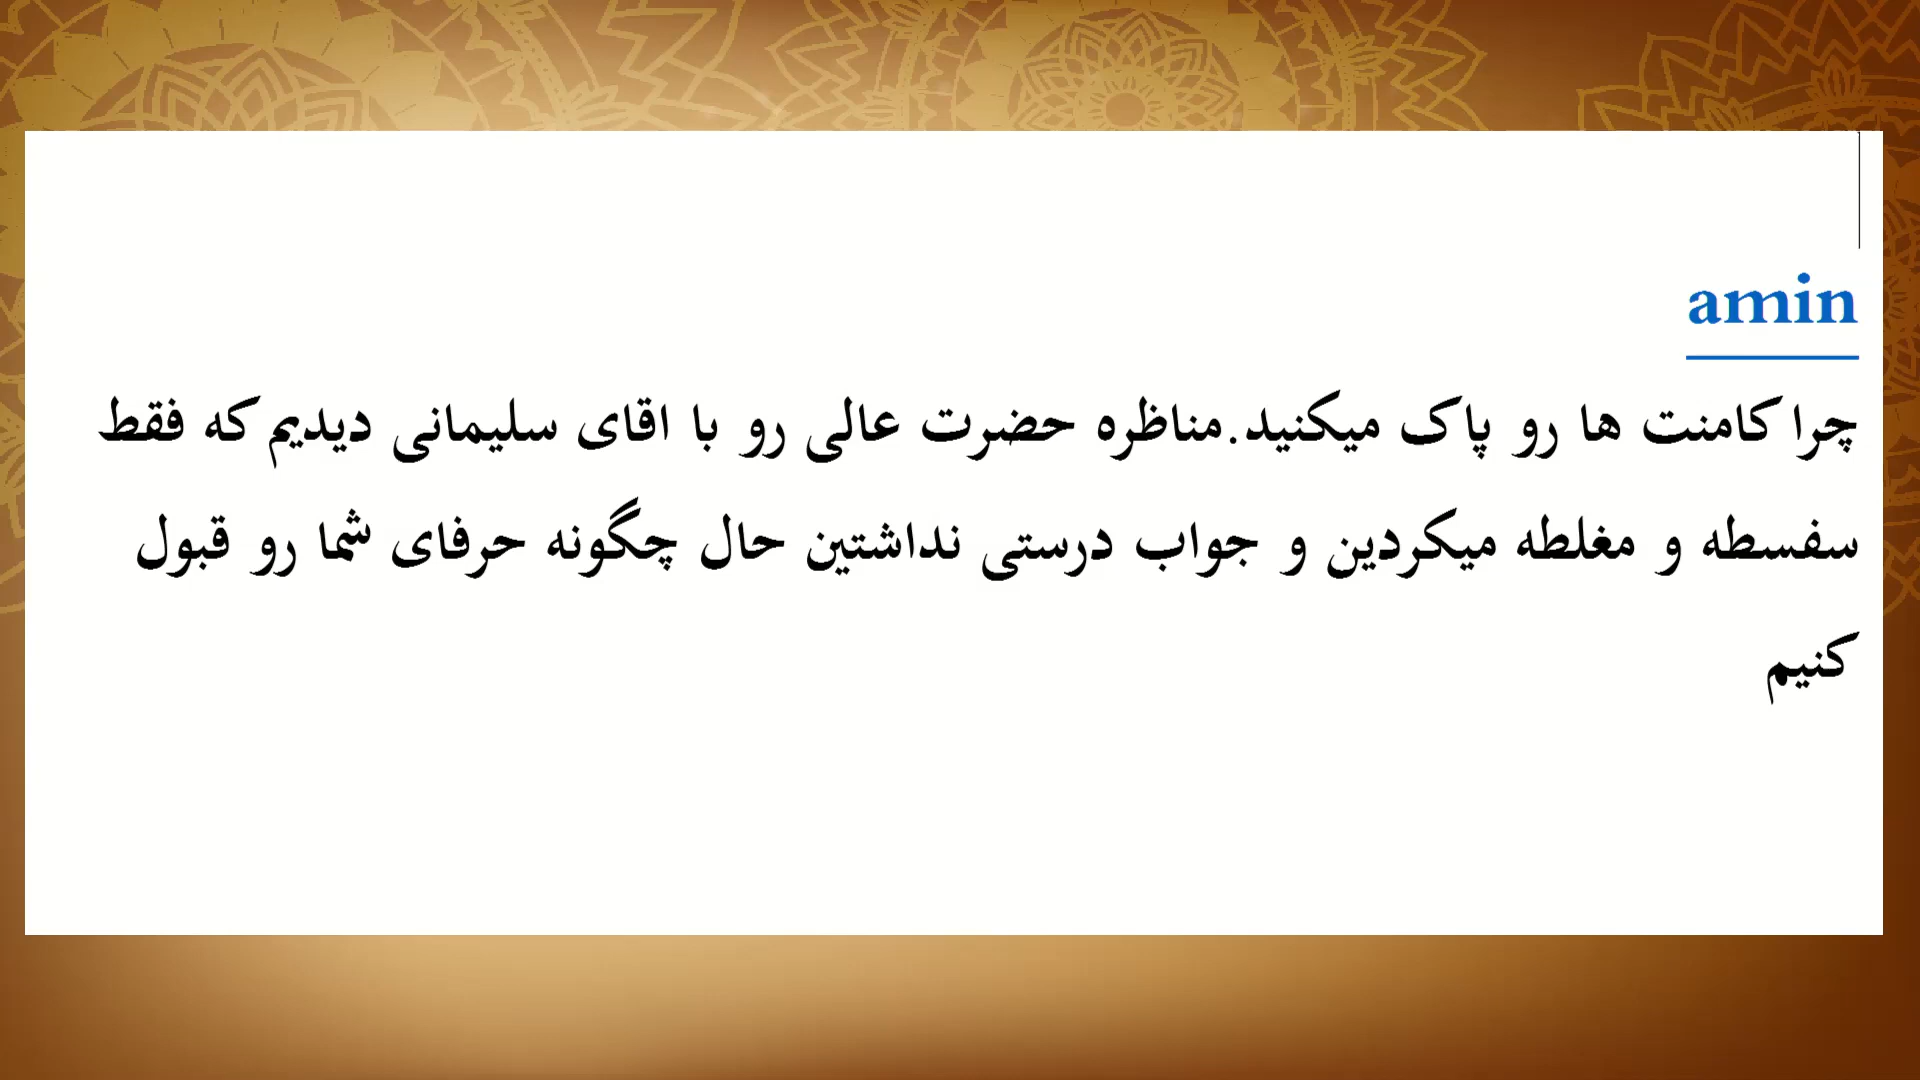 amin
چرا کامنت ها رو پاک میکنید.مناظره حضرت عالی رو با اقای سلیمانی دیدیم که فقط
سفسطه و مغلطه میکردین و جواب درستی نداشتین حال چگونه حرفای شما رو قبول
کنیم